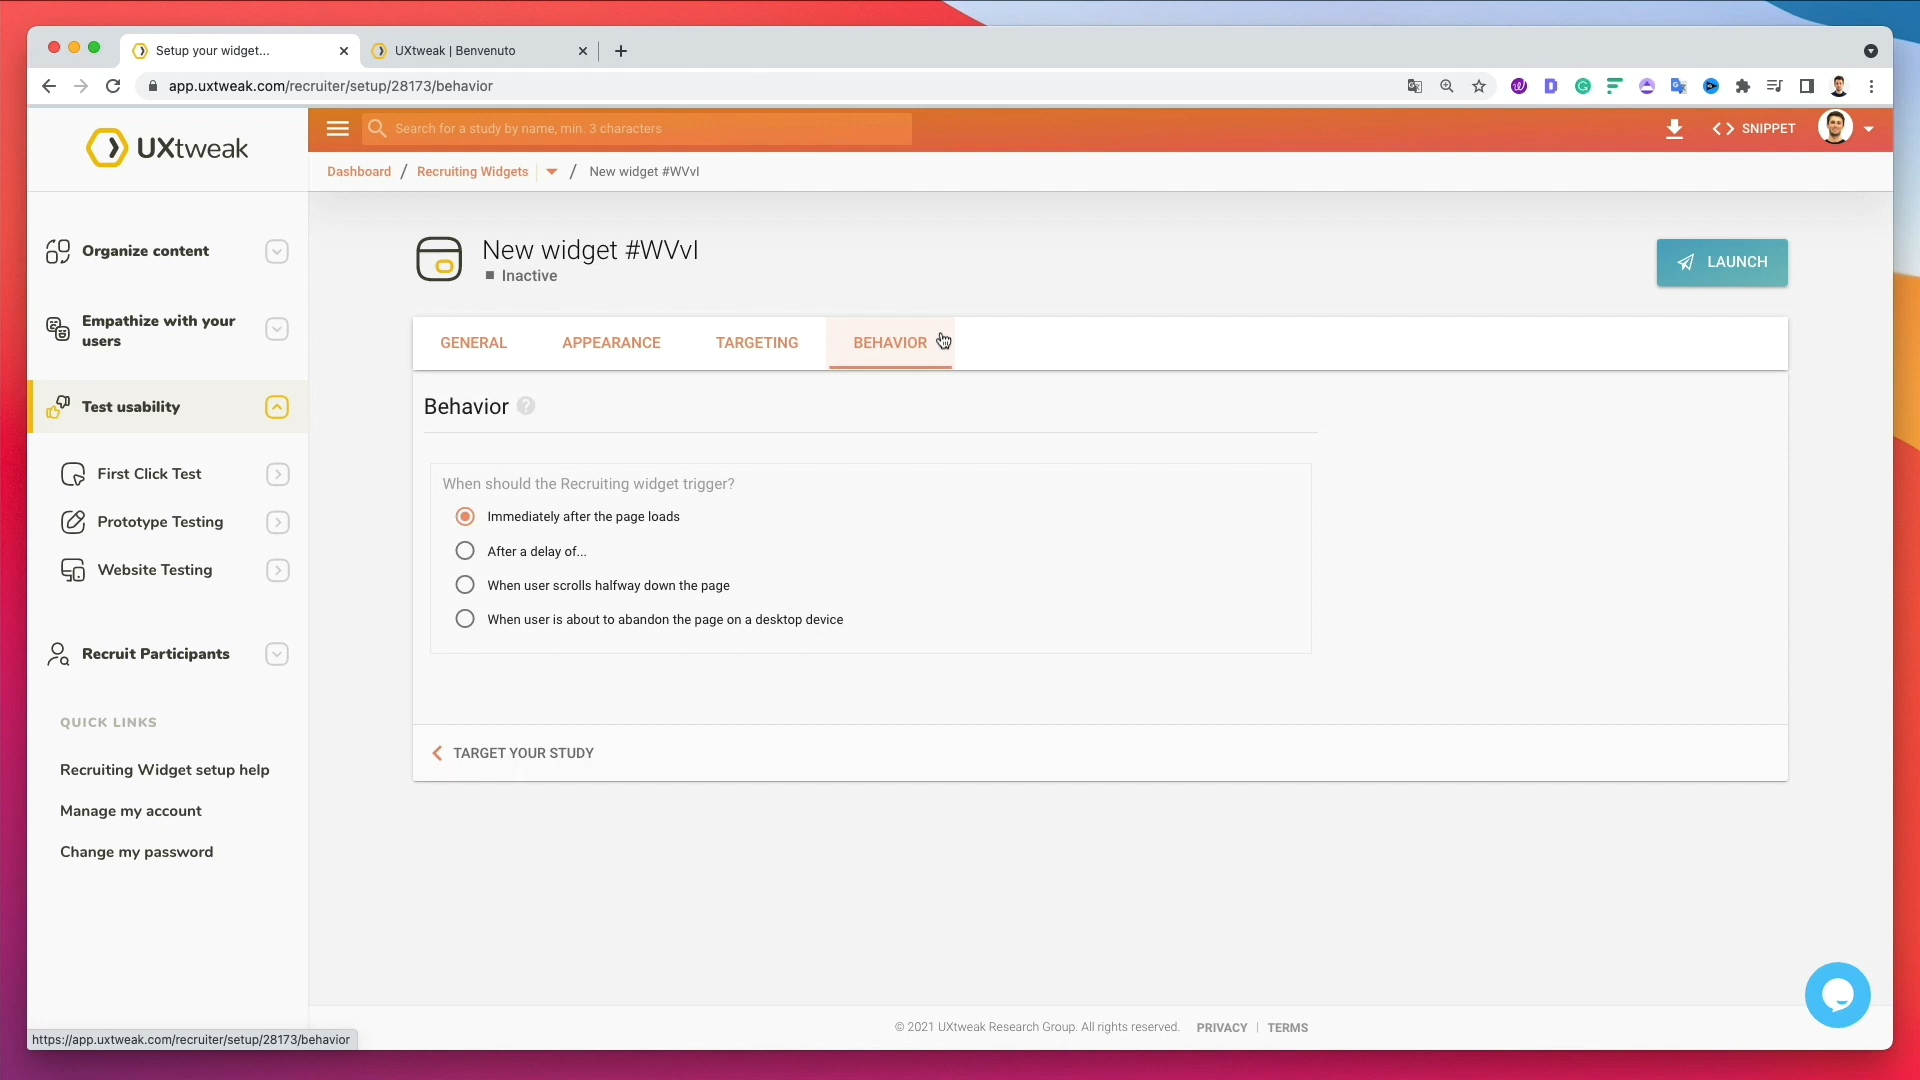 Setup your widget...
UXtweak | Benvenuto
app.uxtweak.com/recruiter/setup/28173/behavior
UXtweak
Search for a study by name, min. 3 characters
SNIPPET
Dashboard / Recruiting Widgets / New widget #WVvI
Organize content
Empathize with your
users
Test usability
First Click Test
Prototype Testing
Website Testing
Recruit Participants
QUICK LINKS
Recruiting Widget setup help
Manage my account
Change my password
New widget #WVvI
Inactive
LAUNCH
GENERAL
APPEARANCE
TARGETING
BEHAVIOR
Behavior ?
When should the Recruiting widget trigger?
Immediately after the page loads
After a delay of...
When user scrolls halfway down the page
When user is about to abandon the page on a desktop device
TARGET YOUR STUDY
© 2021 UXtweak Research Group. All rights reserved. PRIVACY | TERMS
https://app.uxtweak.com/recruiter/setup/28173/behavior